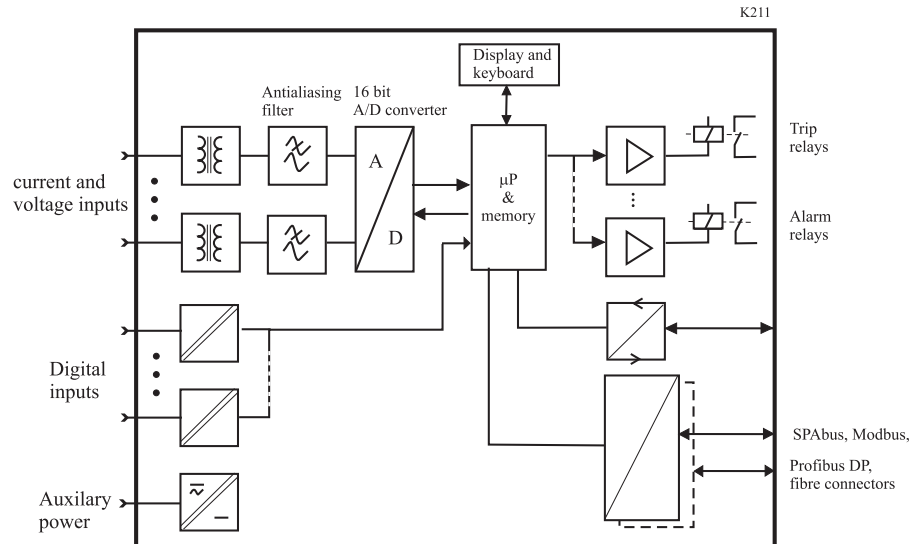 K211
Display and
keyboard
Antialiasing
filter
16 bit
A/D converter
current and
voltage inputs
A
D
µP
&
memory
Trip
relays
Alarm
relays
Digital
inputs
Auxilary
power
SPAbus, Modbus,
Profibus DP,
fibre connectors